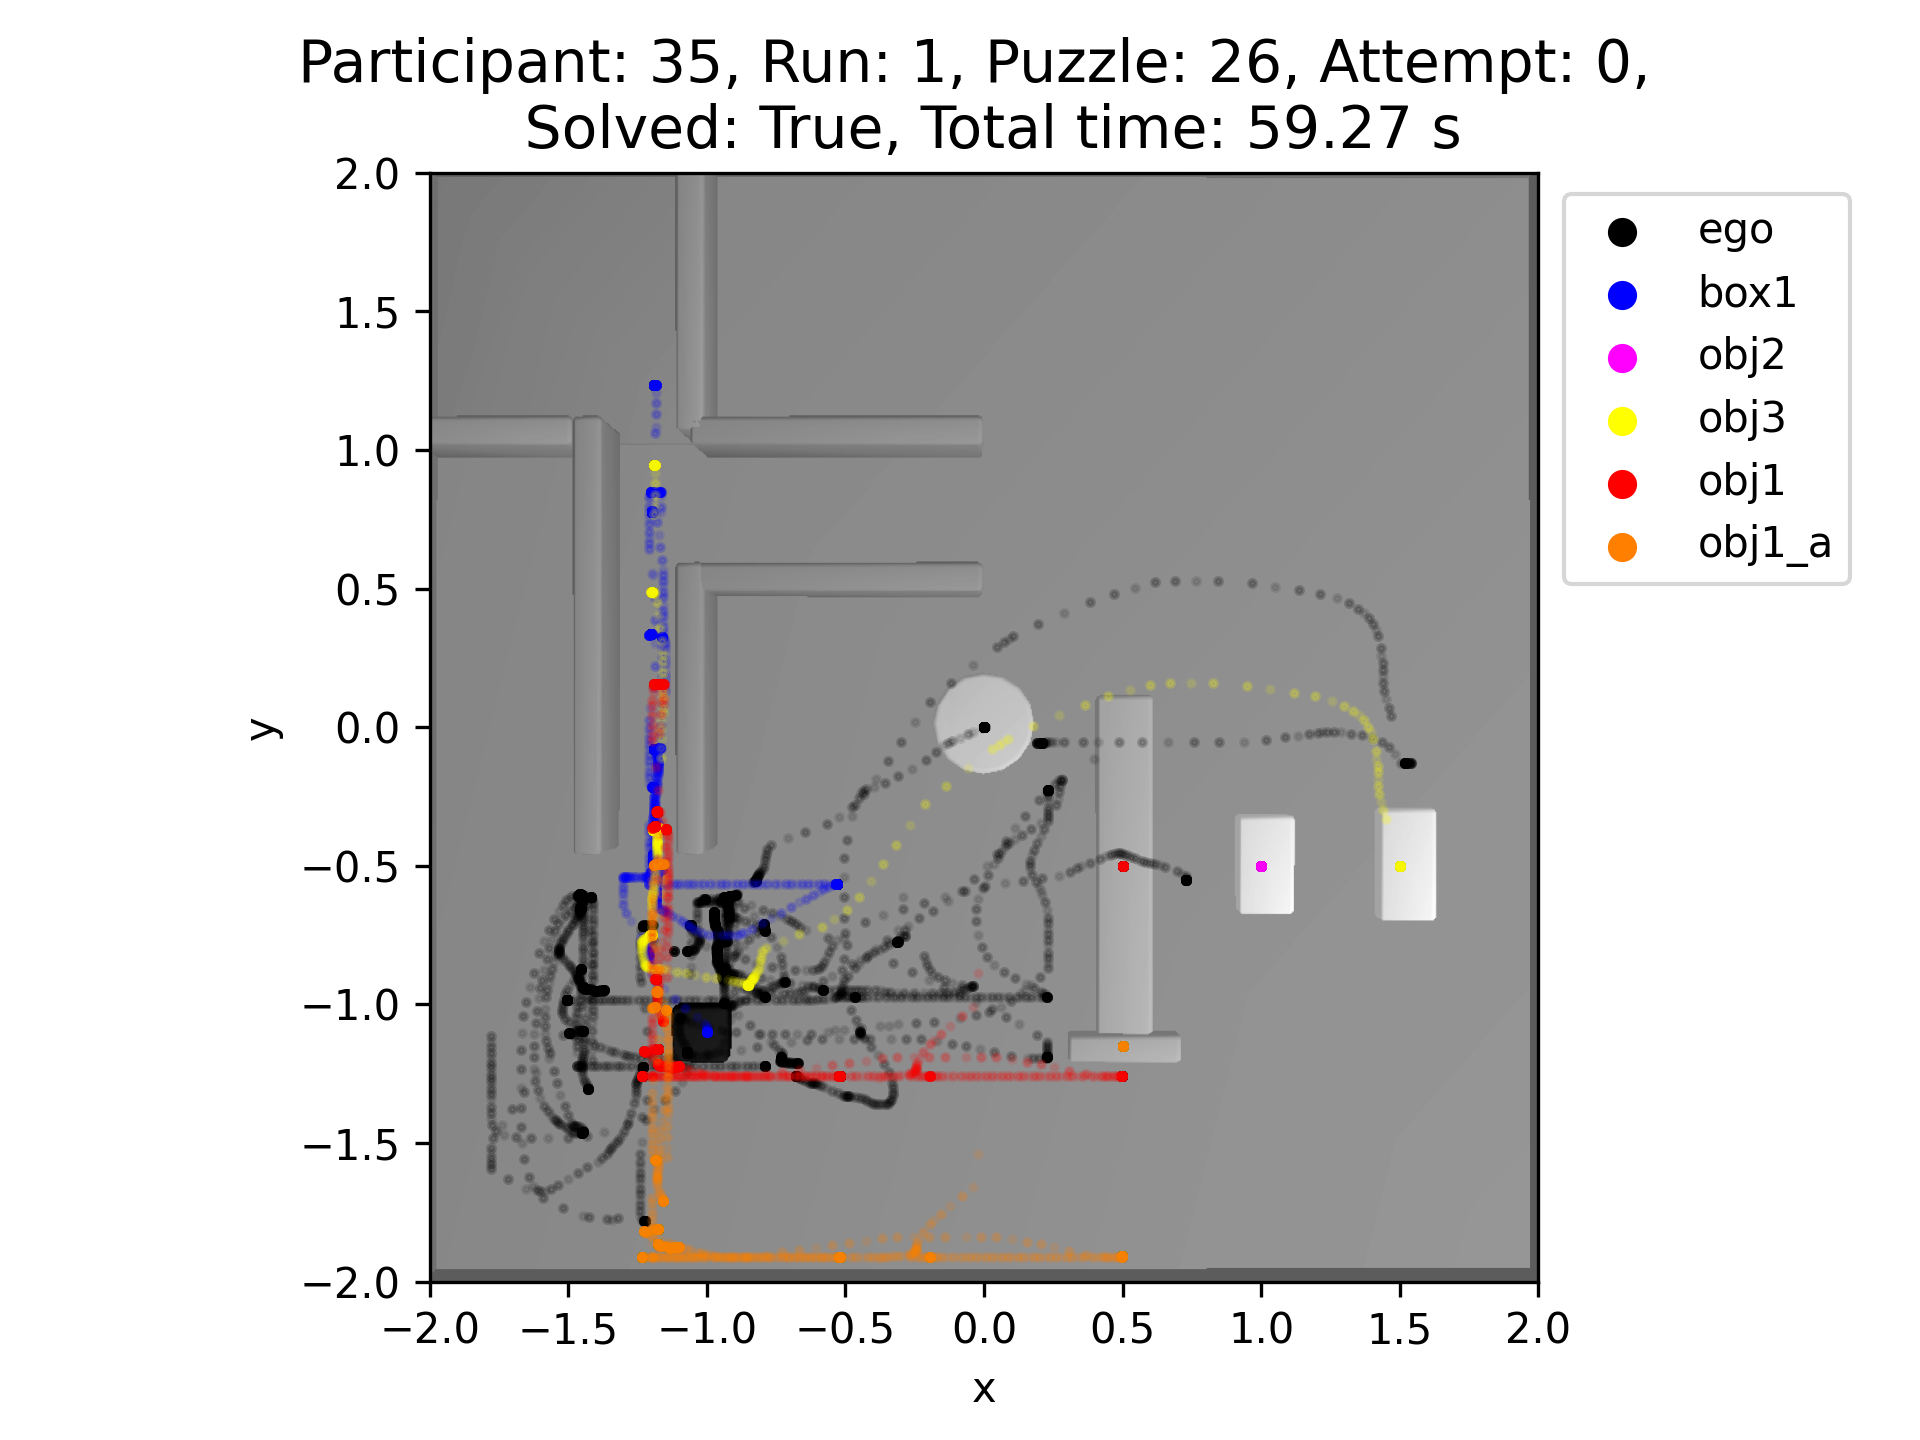 Participant: 35, Run: 1, Puzzle: 26, Attempt: 0,
Solved: True, Total time: 59.27 s
2.0
1.5
1.0
0.5
0.0
−0.5
−1.0
−1.5
−2.0
y
−2.0 −1.5 −1.0 −0.5 0.0 0.5 1.0 1.5 2.0
x
ego
box1
obj2
obj3
obj1
obj1_a